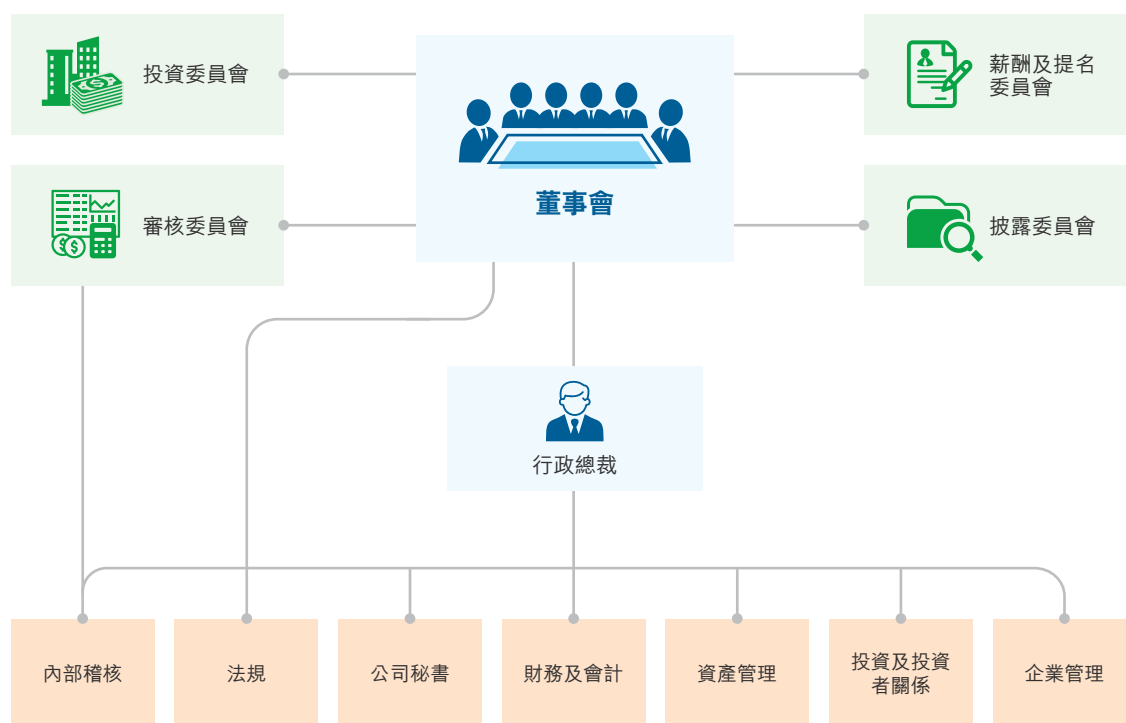 投資委員會
董事會
薪酬及提名
委員會
審核委員會
披露委員會
行政總裁
內部稽核
法規
公司秘書
財務及會計
資產管理
投資及投資
者關係
企業管理